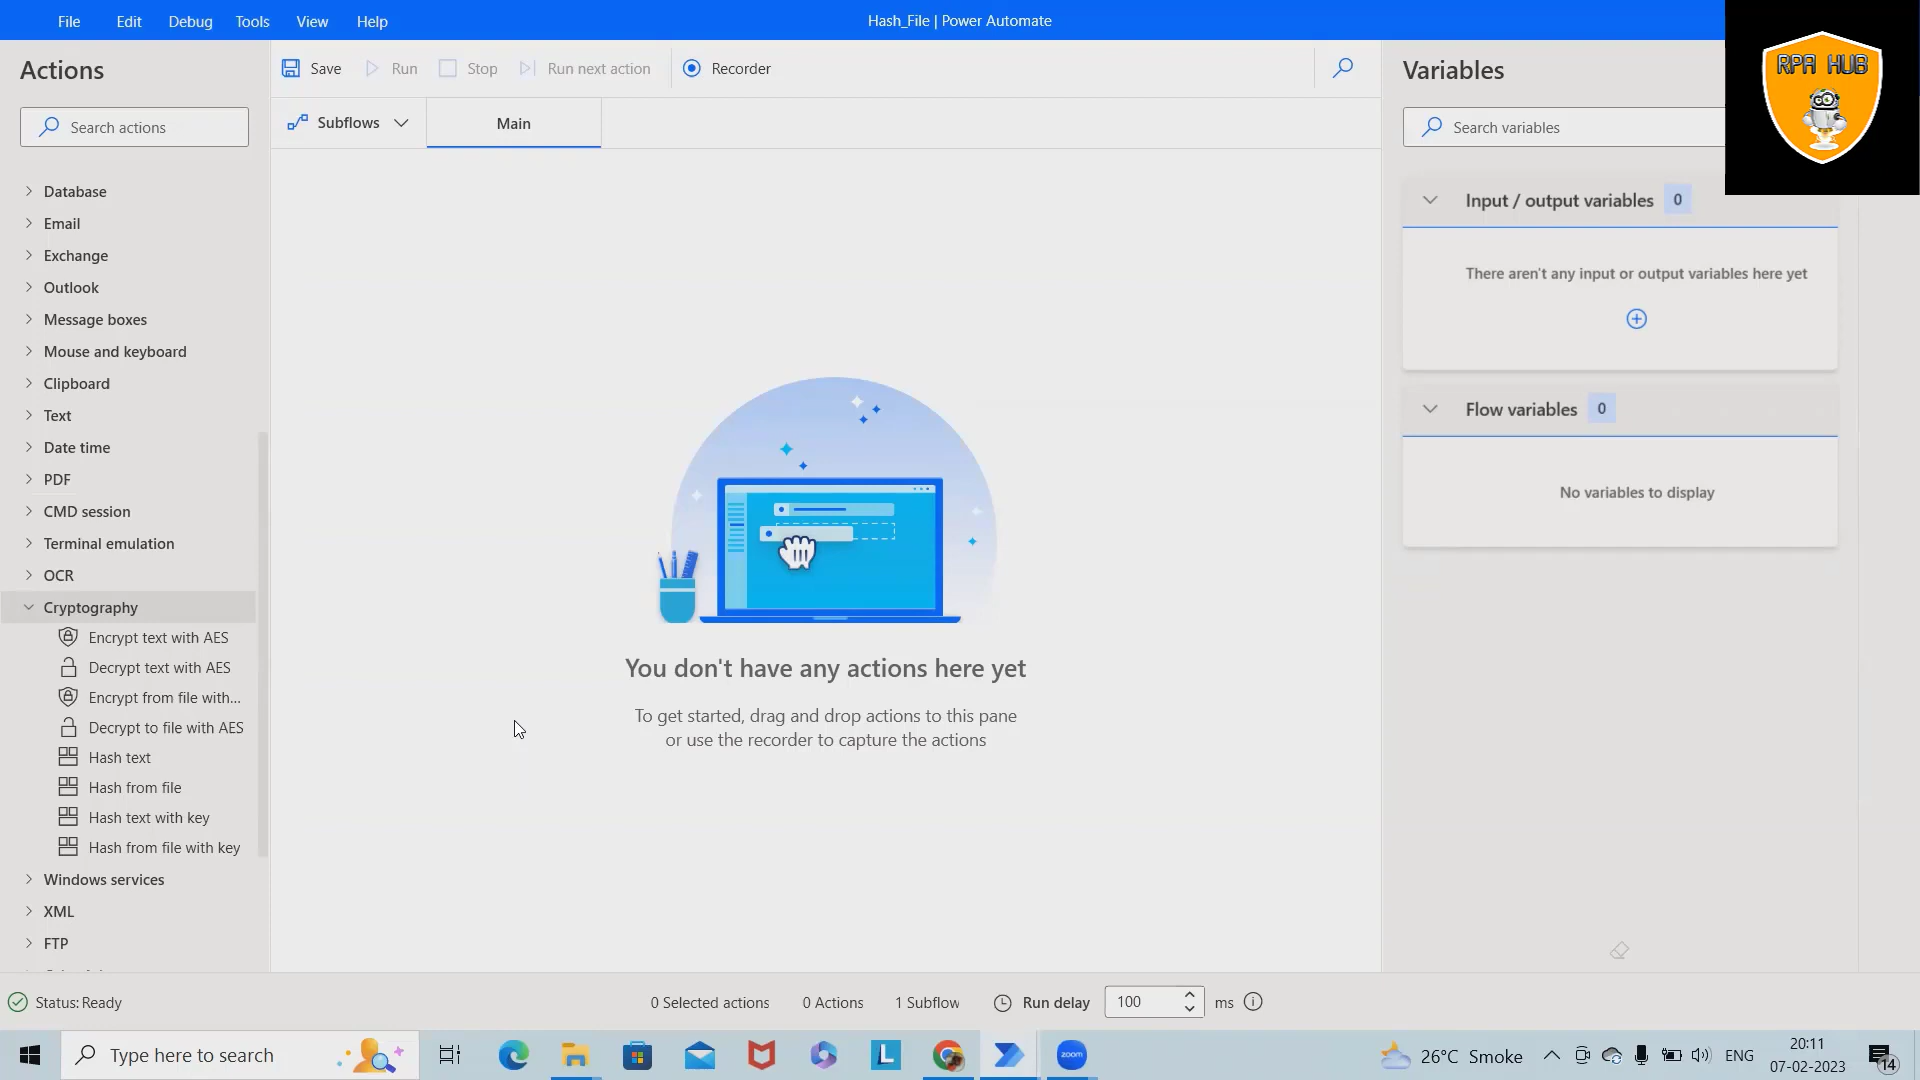 File
Edit
Debug
Tools
View
Help
Hash_File | Power Automate
RPA HUB
Actions
Search actions
Database
Email
Exchange
Outlook
Message boxes
Mouse and keyboard
Clipboard
Text
Date time
PDF
CMD session
Terminal emulation
OCR
Cryptography
Encrypt text with AES
Decrypt text with AES
Encrypt from file with...
Decrypt to file with AES
Hash text
Hash from file
Hash text with key
Hash from file with key
Windows services
XML
FTP
Save
Run
Stop
Run next action
Recorder
Subflows
Main
You don't have any actions here yet
To get started, drag and drop actions to this pane
or use the recorder to capture the actions
Variables
Search variables
Input / output variables 0
There aren't any input or output variables here yet
Flow variables 0
No variables to display
Status: Ready
0 Selected actions
0 Actions
1 Subflow
Run delay
100
ms
Type here to search
L
zoom
26°C Smoke
ENG
20:11
07-02-2023
14